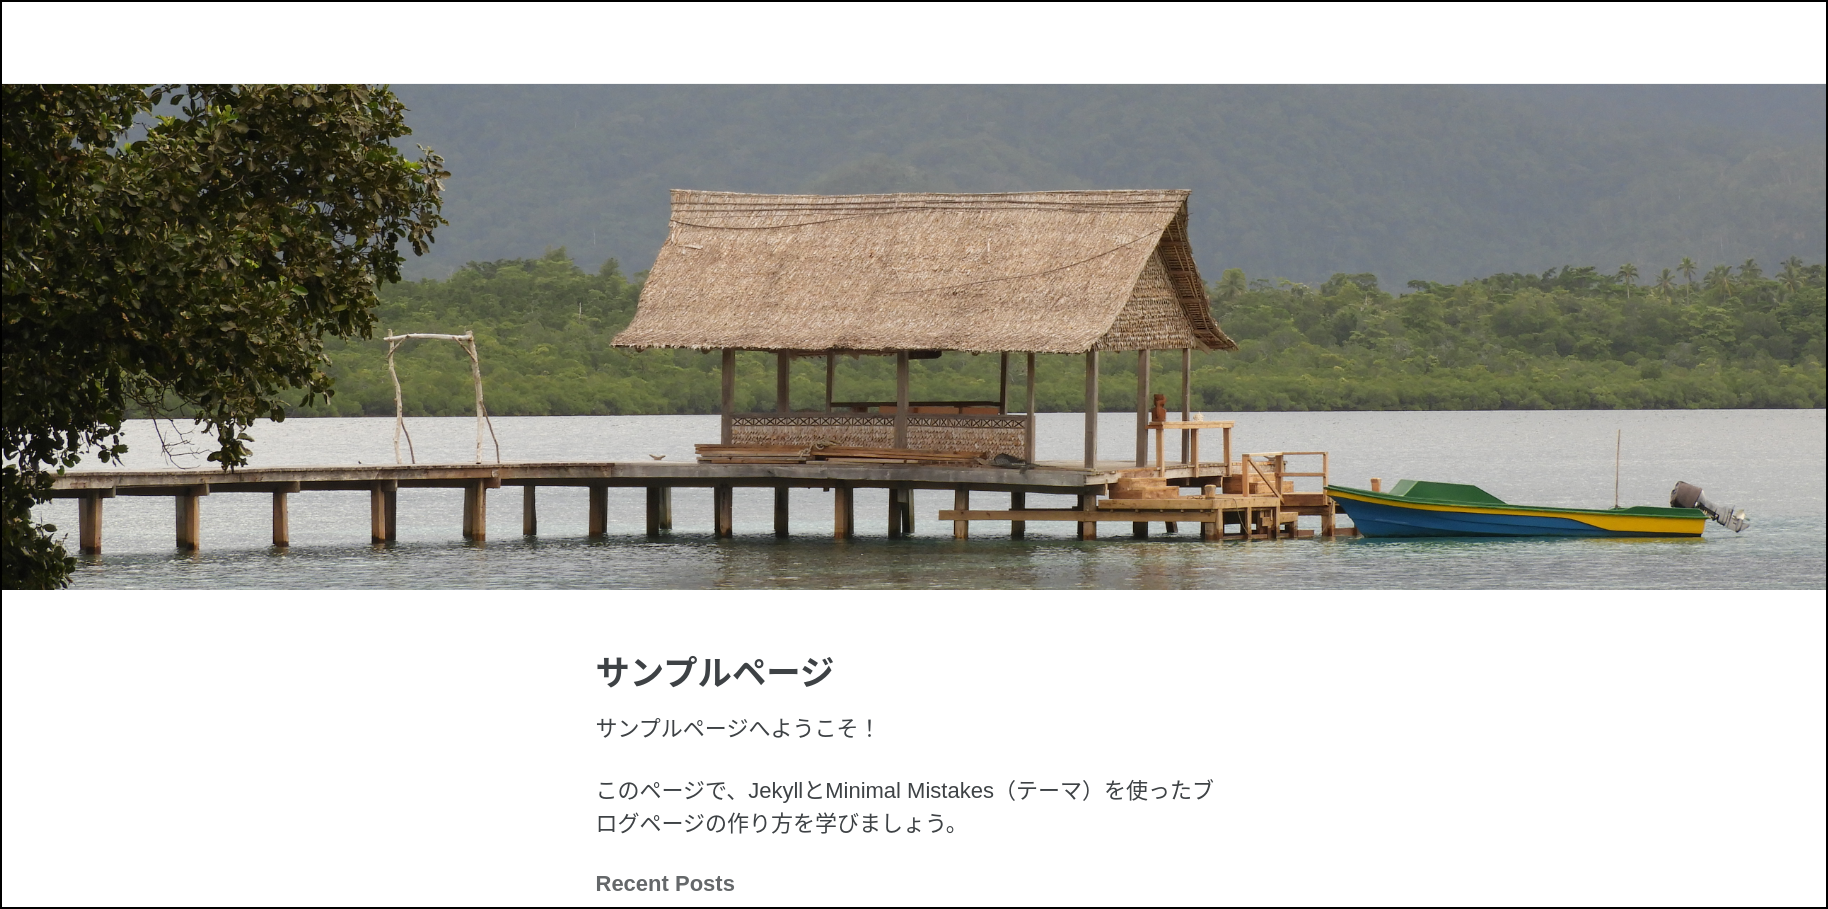 サンプルページ
サンプルページへようこそ！
このページで、JekyllとMinimal Mistakes（テーマ）を使ったブ
ログページの作り方を学びましょう。
Recent Posts